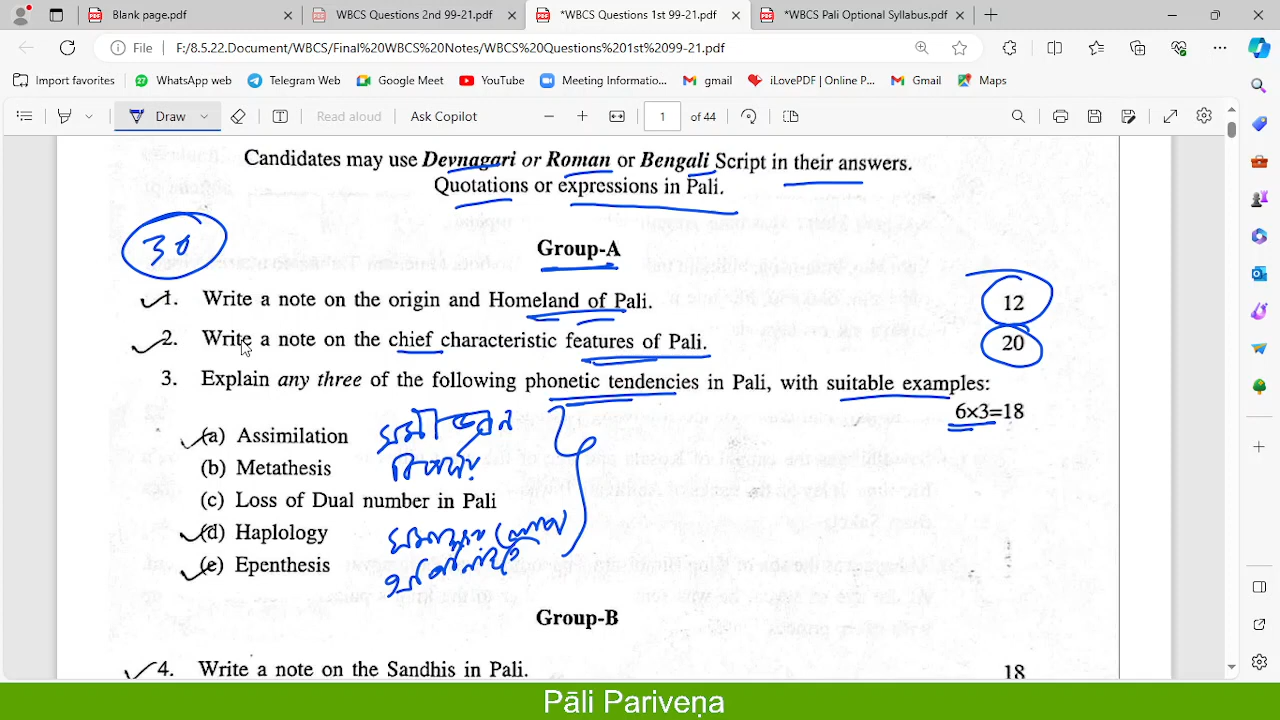 Blank page.pdf
WBCS Questions 2nd 99-21.pdf
*WBCS Questions 1st 99-21.pdf
*WBCS Pali Optional Syllabus.pdf
File
F:/8.5.22.Document/WBCS/Final%20WBCS%20Notes/WBCS%20Questions%201st%2099-21.pdf
Import favorites
WhatsApp web
Telegram Web
Google Meet
YouTube
Meeting Informatio...
gmail
iLovePDF | Online P...
Gmail
Maps
Draw
Read aloud
Ask Copilot
1 of 44
Candidates may use Devnagari or Roman or Bengali Script in their answers.
Quotations or expressions in Pali.
30
Group-A
1. Write a note on the origin and Homeland of Pali. 12
2. Write a note on the chief characteristic features of Pali. 20
3. Explain any three of the following phonetic tendencies in Pali, with suitable examples:
6×3=18
(a) Assimilation সমীভবন
(b) Metathesis বিপর্যয়
(c) Loss of Dual number in Pali
(d) Haplology
(e) Epenthesis
Group-B
4. Write a note on the Sandhis in Pali. 18
Pāli Pariveṇa